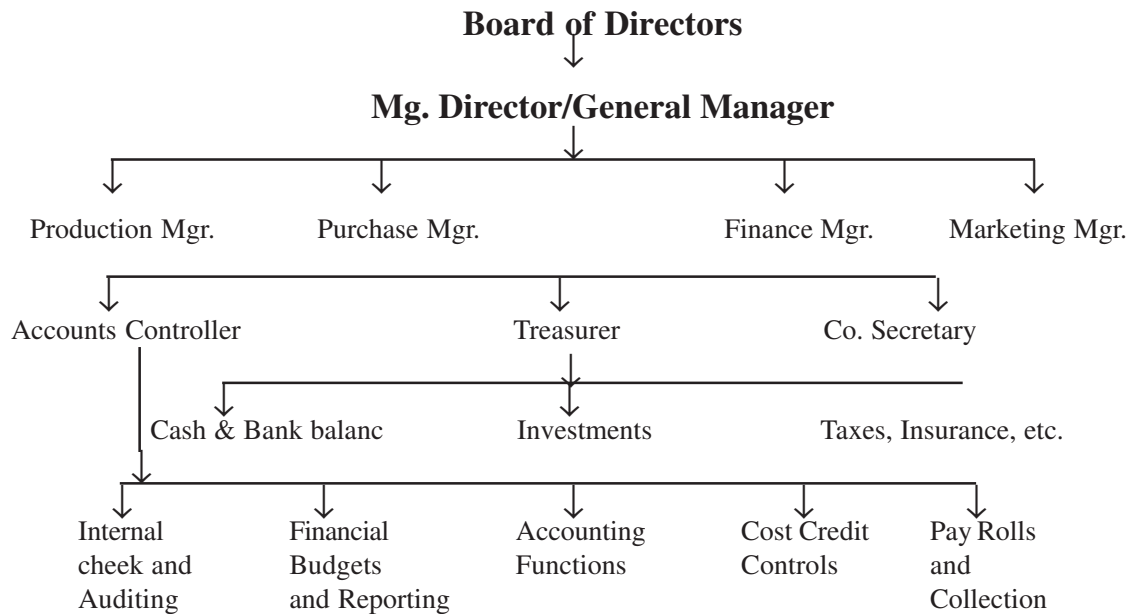 Board of Directors
Mg. Director/General Manager
Production Mgr. Purchase Mgr. Finance Mgr. Marketing Mgr.
Accounts Controller Treasurer Co. Secretary
Cash & Bank balanc Investments Taxes, Insurance, etc.
Internal Financial Accounting Cost Credit Pay Rolls
cheek and Budgets Functions Controls and
Auditing and Reporting Collection